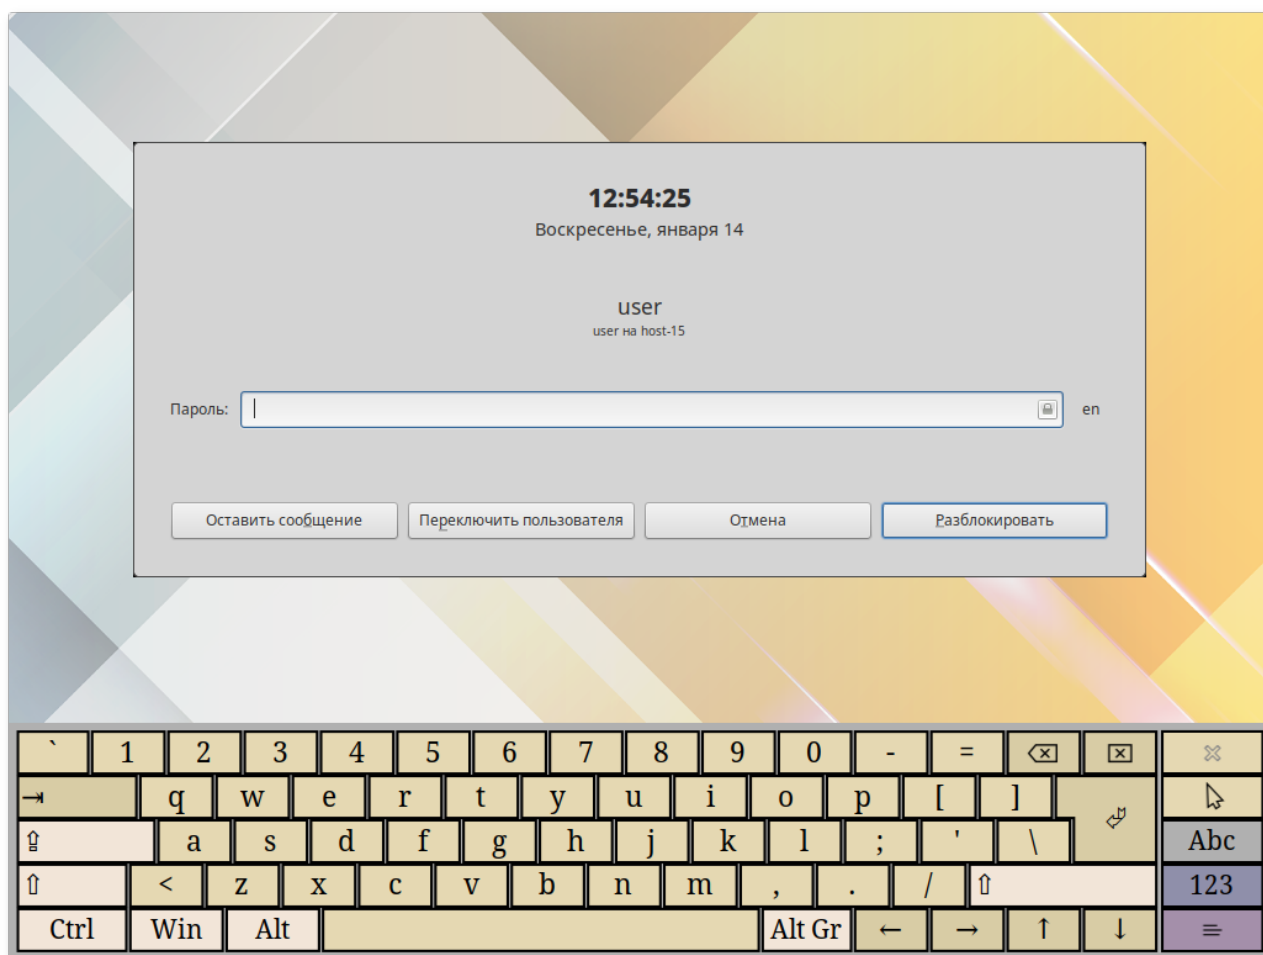 12:54:25
Воскресенье, января 14
user
user на host-15
Пароль:
en
Оставить сообщение
Переключить пользователя
Отмена
Разблокировать
` 1 2 3 4 5 6 7 8 9 0 - =
q w e r t y u i o p [ ]
a s d f g h j k l ; ' \ Abc
< z x c v b n m , . / 123
Ctrl Win Alt Alt Gr ← → ↑ ↓